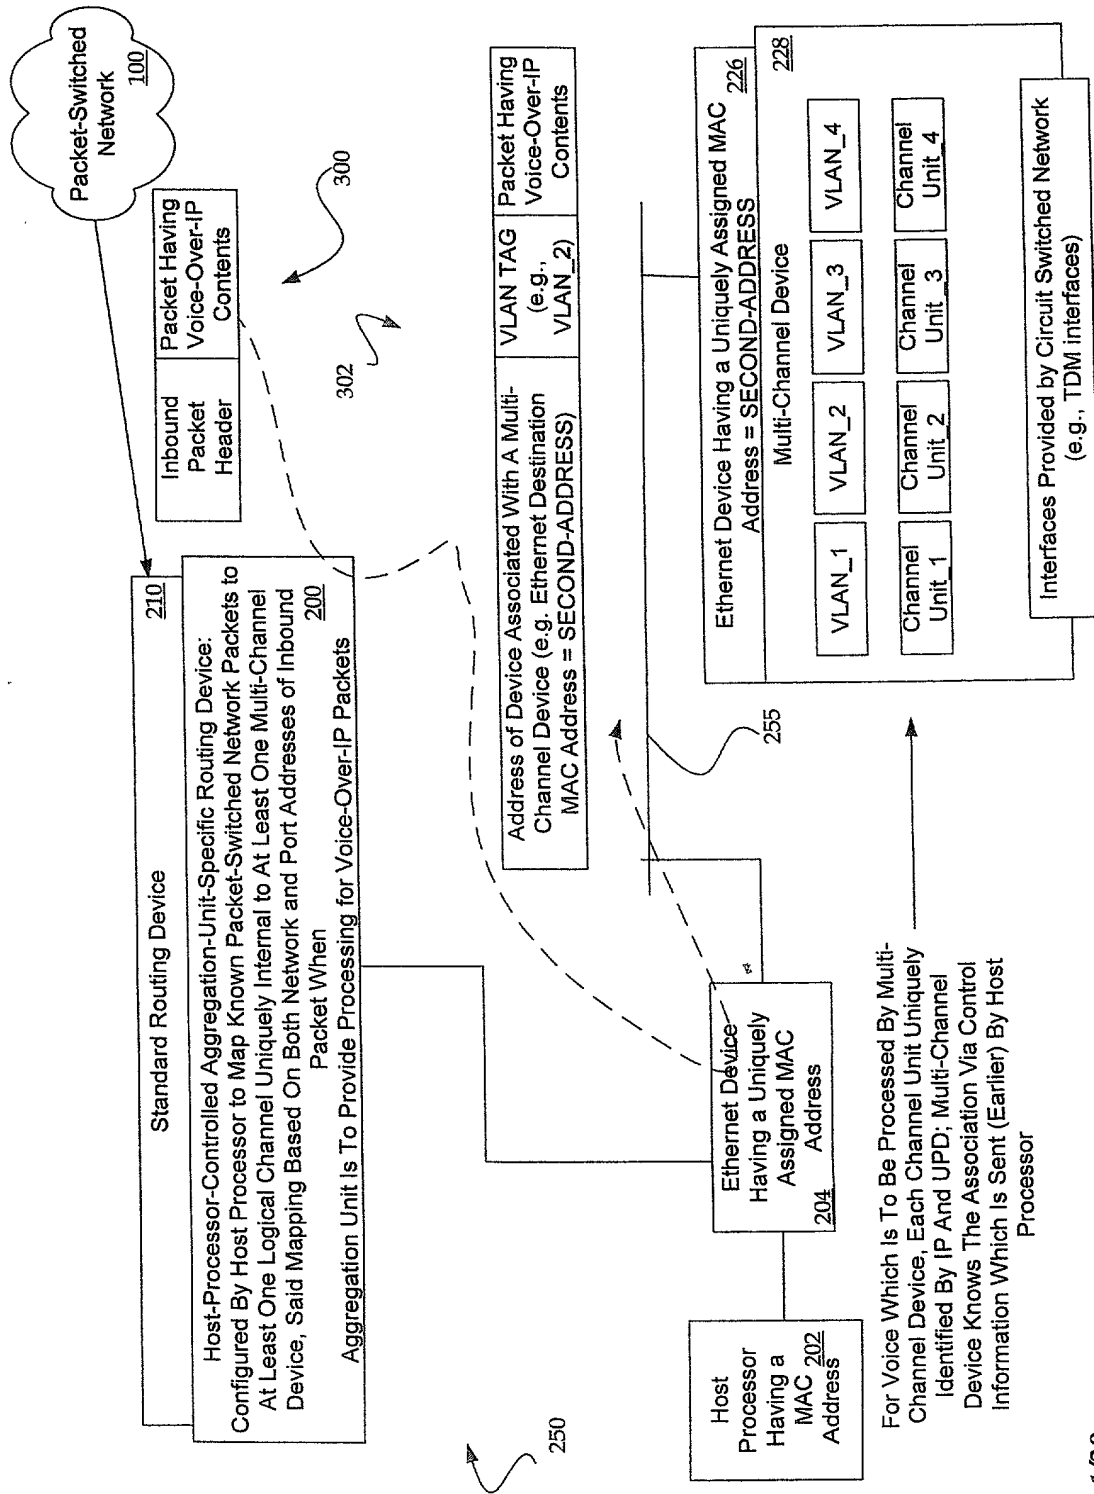 Packet-Switched
Network
100
Inbound
Packet
Header
Packet Having
Voice-Over-IP
Contents
300
302
Standard Routing Device
210
Host-Processor-Controlled Aggregation-Unit-Specific Routing Device:
Configured By Host Processor to Map Known Packet-Switched Network Packets to
At Least One Logical Channel Uniquely Internal to At Least One Multi-Channel
Device, Said Mapping Based On Both Network and Port Addresses of Inbound
Packet When
200
Aggregation Unit Is To Provide Processing for Voice-Over-IP Packets
250
Address of Device Associated With A Multi-
Channel Device (e.g. Ethernet Destination
MAC Address = SECOND-ADDRESS)
VLAN TAG
(e.g.,
VLAN_2)
Packet Having
Voice-Over-IP
Contents
255
Host
Processor
Having a
MAC 202
Address
Ethernet Device
Having a Uniquely
Assigned MAC
Address
204
Ethernet Device Having a Uniquely Assigned MAC
Address = SECOND-ADDRESS
226
Multi-Channel Device
228
VLAN_1
VLAN_2
VLAN_3
VLAN_4
Channel
Unit_1
Channel
Unit_2
Channel
Unit_3
Channel
Unit_4
Interfaces Provided by Circuit Switched Network
(e.g., TDM interfaces)
For Voice Which Is To Be Processed By Multi-
Channel Device, Each Channel Unit Uniquely
Identified By IP And UPD; Multi-Channel
Device Knows The Association Via Control
Information Which Is Sent (Earlier) By Host
Processor